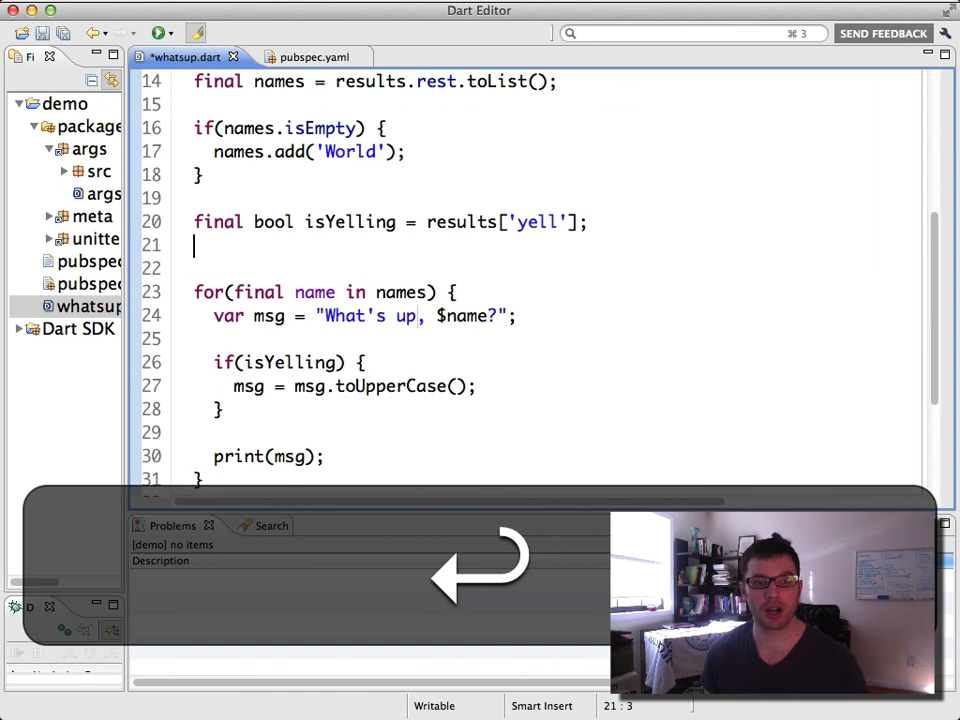 Dart Editor
⌘ 3
SEND FEEDBACK
Fi
*whatsup.dart
pubspec.yaml
demo
package
args
src
args
meta
unitte
pubspec
pubspec
whatsup
Dart SDK
14 final names = results.rest.toList();
15
16 if(names.isEmpty) {
17 names.add('World');
18 }
19
20 final bool isYelling = results['yell'];
21
22
23 for(final name in names) {
24 var msg = "What's up, $name?";
25
26 if(isYelling) {
27 msg = msg.toUpperCase();
28 }
29
30 print(msg);
31 }
Problems
Search
[demo] no items
Description
D
Writable
Smart Insert
21 : 3